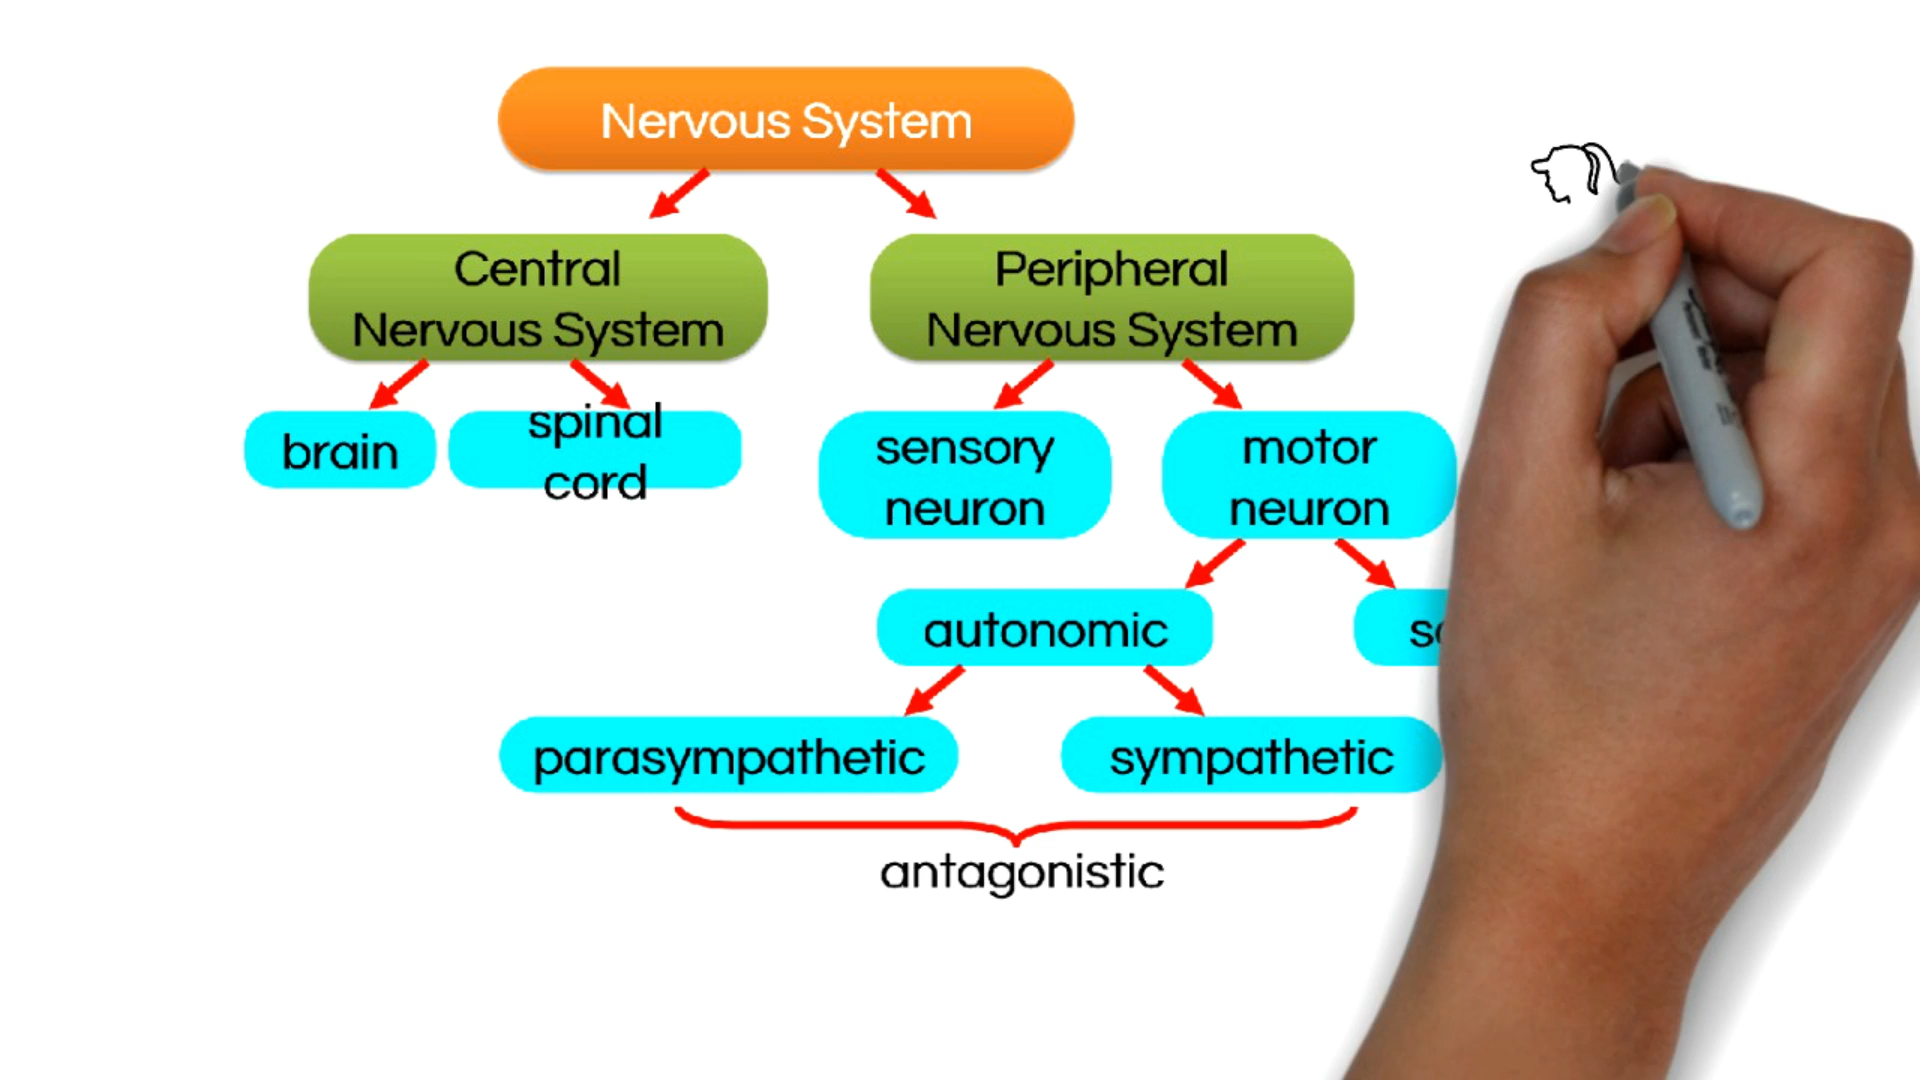 Nervous System
Central
Nervous System
Peripheral
Nervous System
brain
spinal
cord
sensory
neuron
motor
neuron
autonomic
parasympathetic
sympathetic
antagonistic